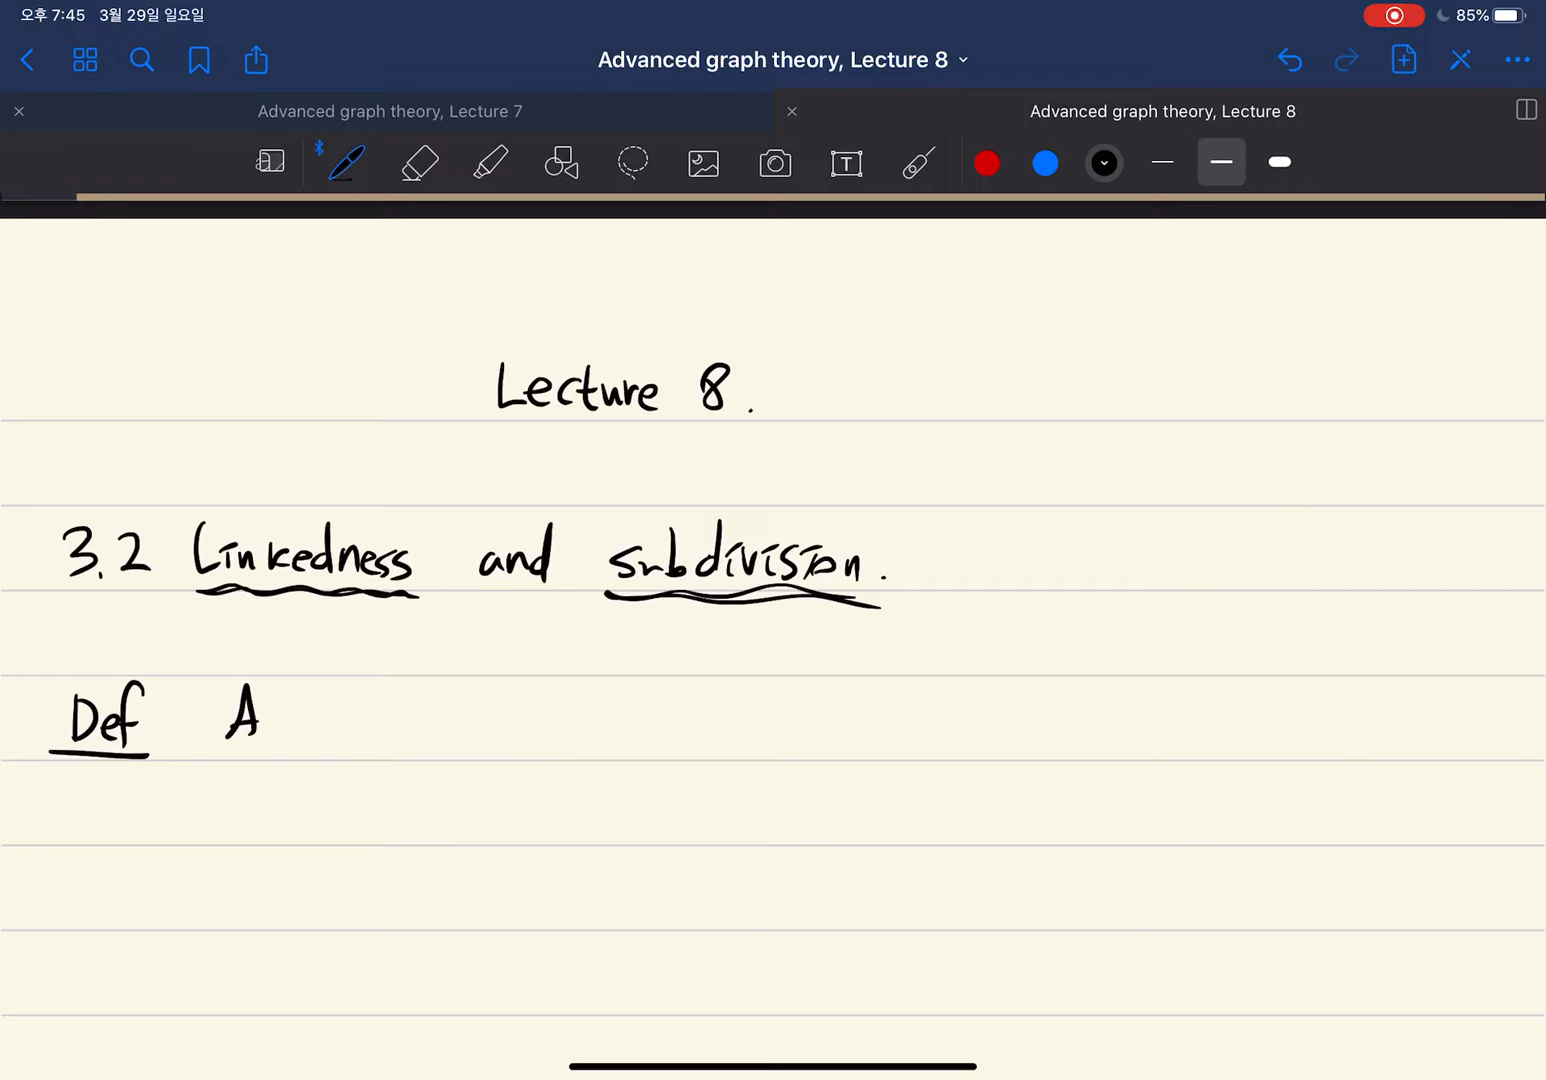 오후 7:45 3월 29일 일요일 85%
Advanced graph theory, Lecture 8
Advanced graph theory, Lecture 7 Advanced graph theory, Lecture 8
T
Lecture 8.
3.2 Linkedness and subdivision.
Def A